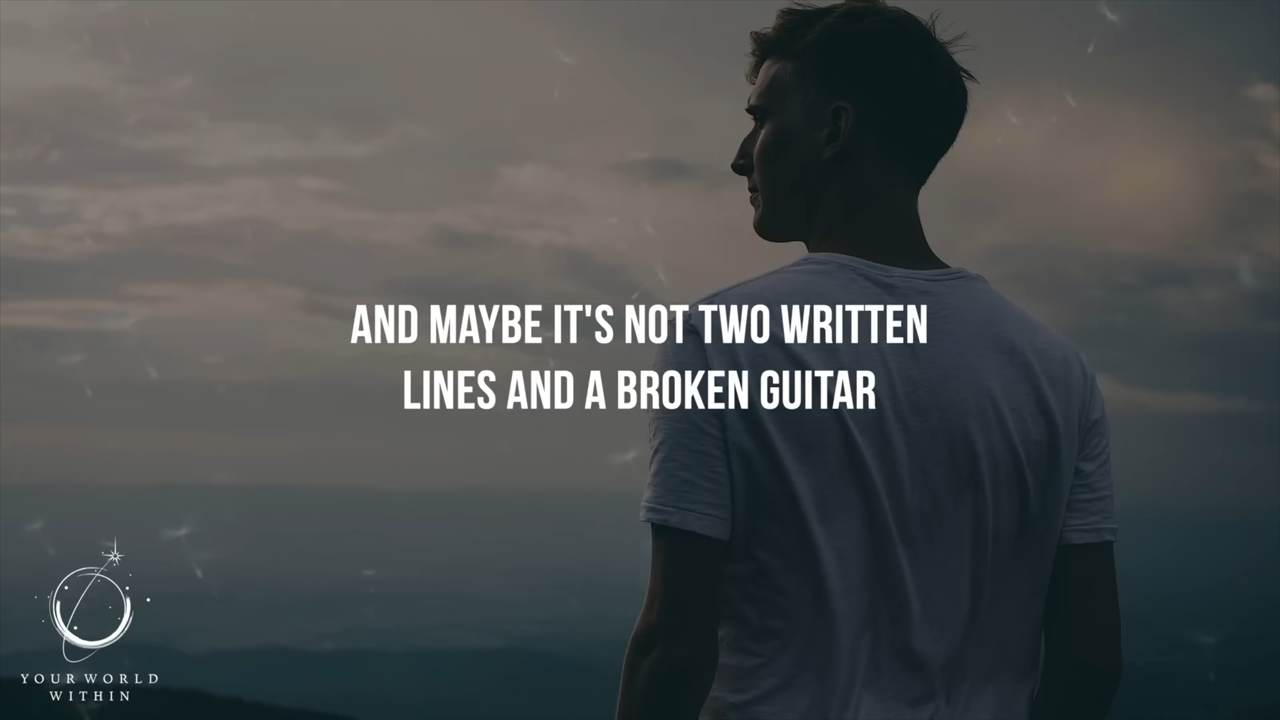 AND MAYBE IT'S NOT TWO WRITTEN
LINES AND A BROKEN GUITAR
YOUR WORLD
WITHIN